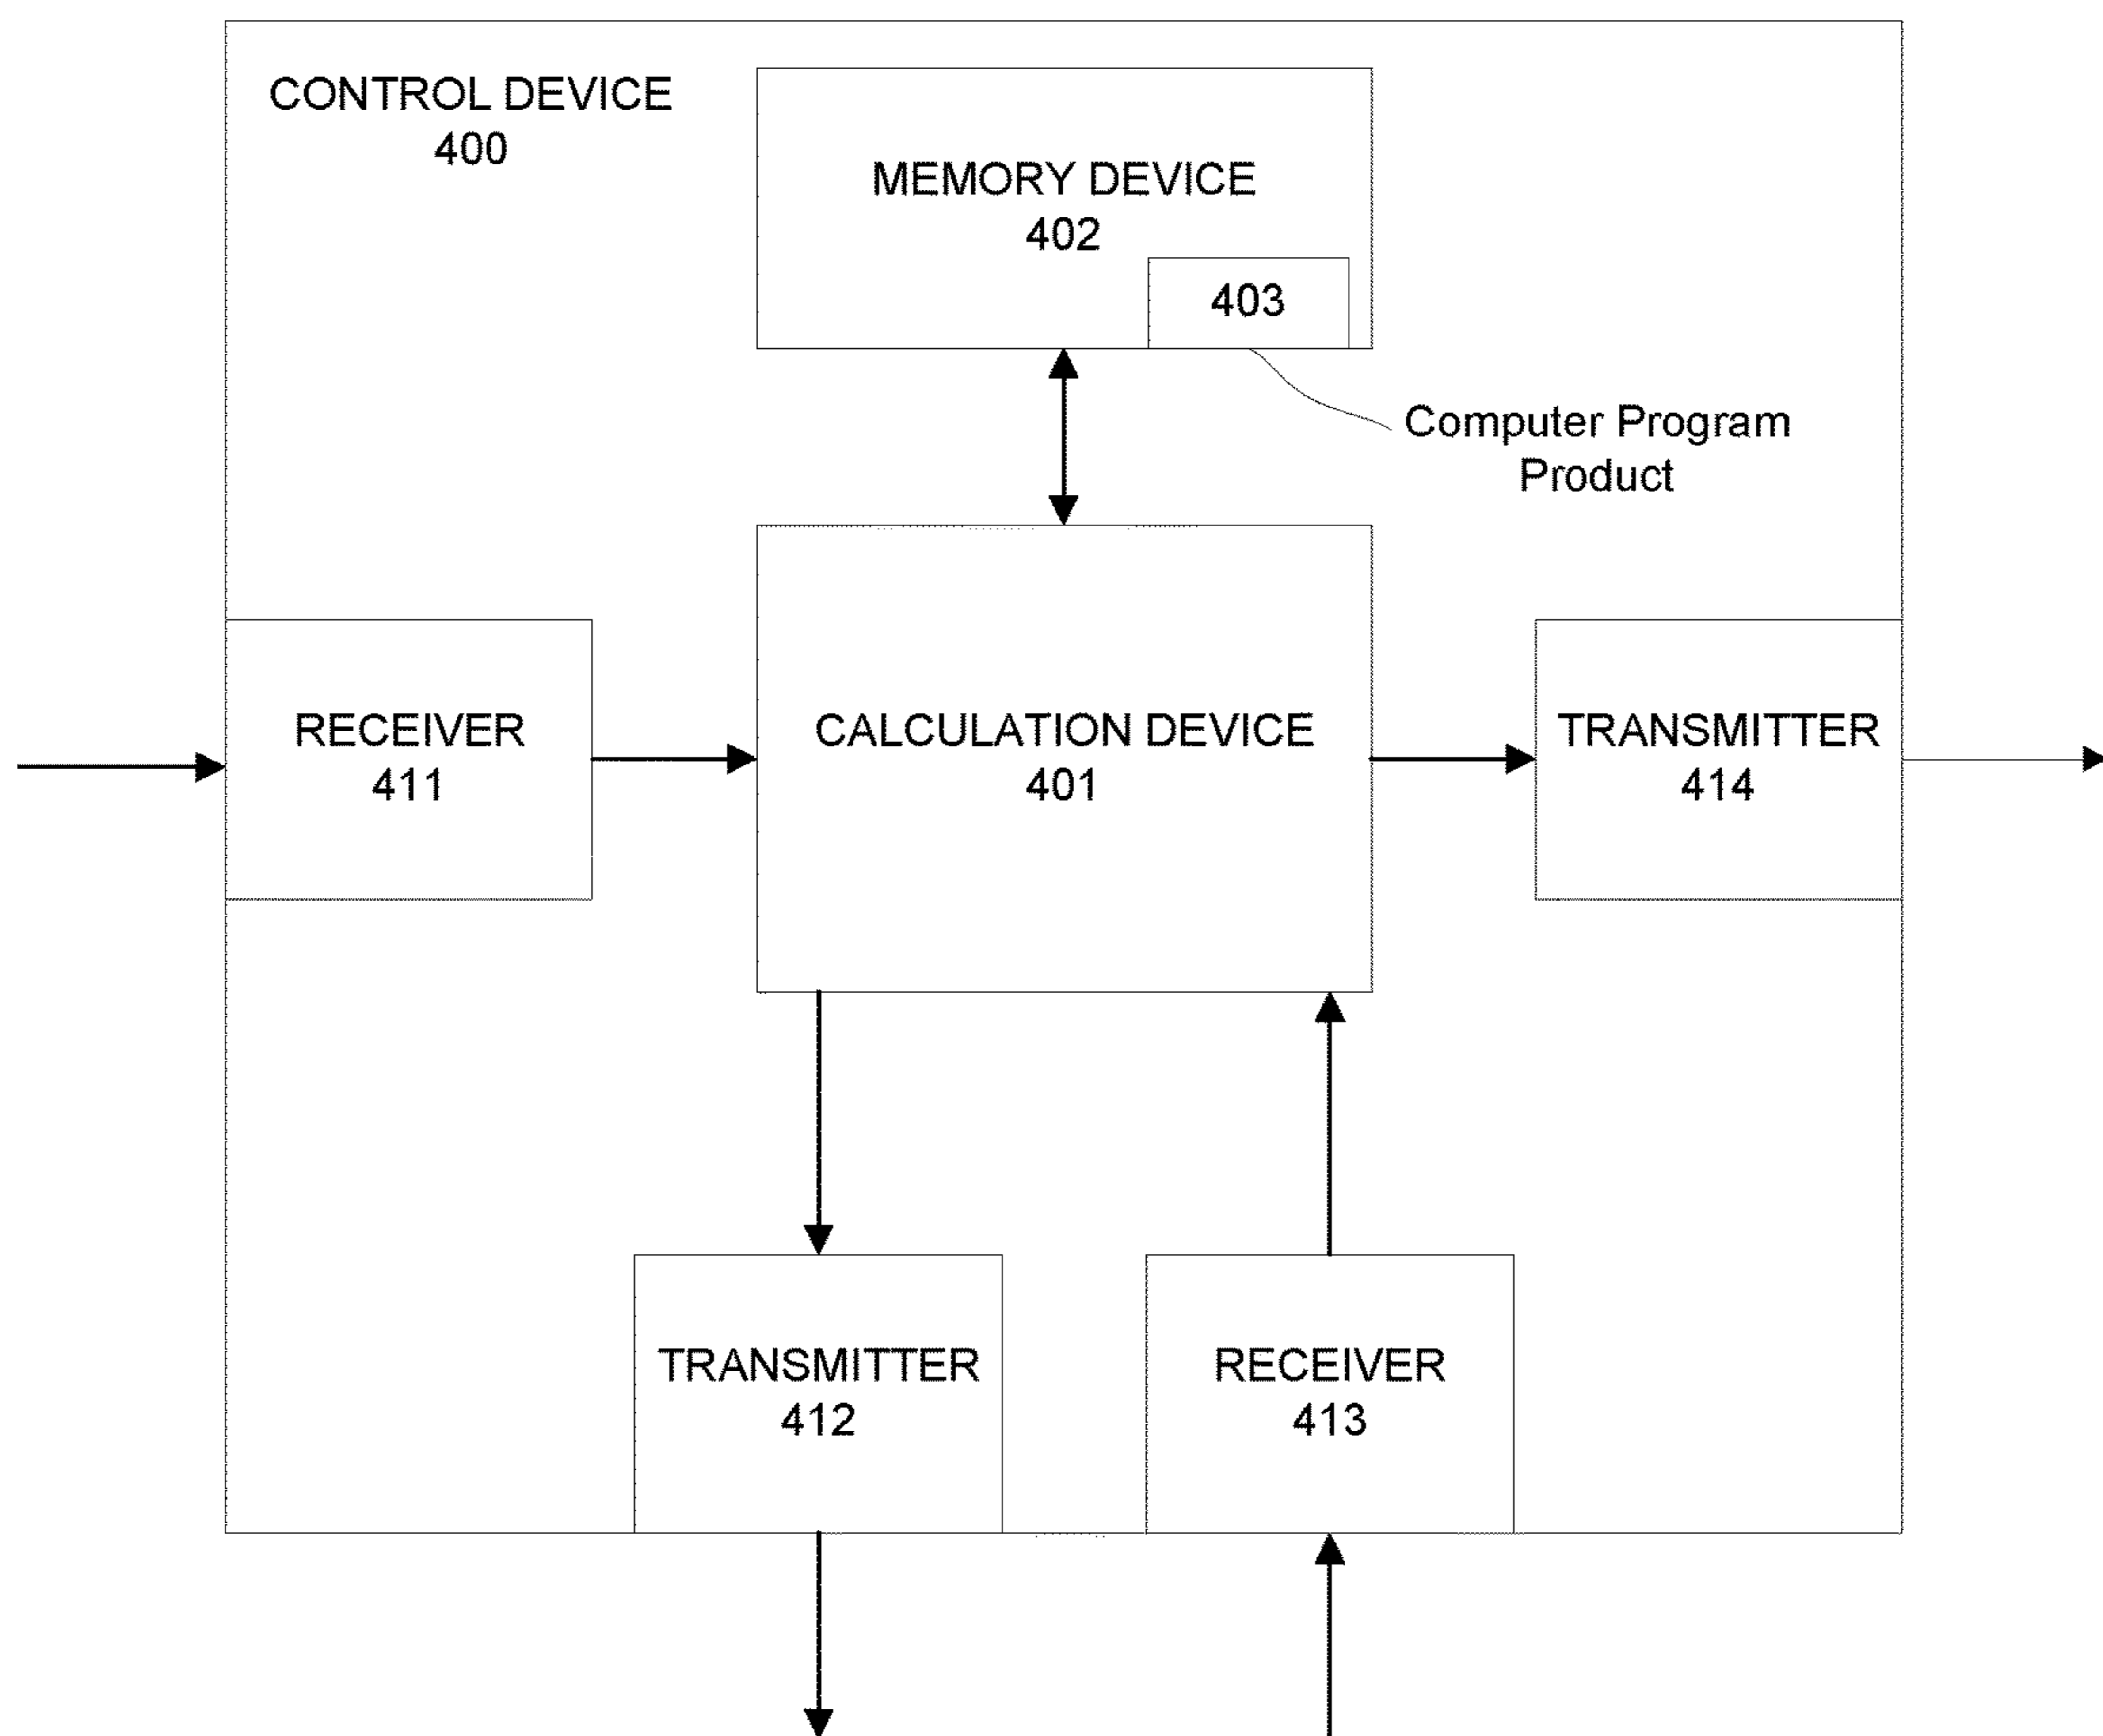 CONTROL DEVICE
400
MEMORY DEVICE
402
403
Computer Program
Product
RECEIVER
411
CALCULATION DEVICE
401
TRANSMITTER
414
TRANSMITTER
412
RECEIVER
413